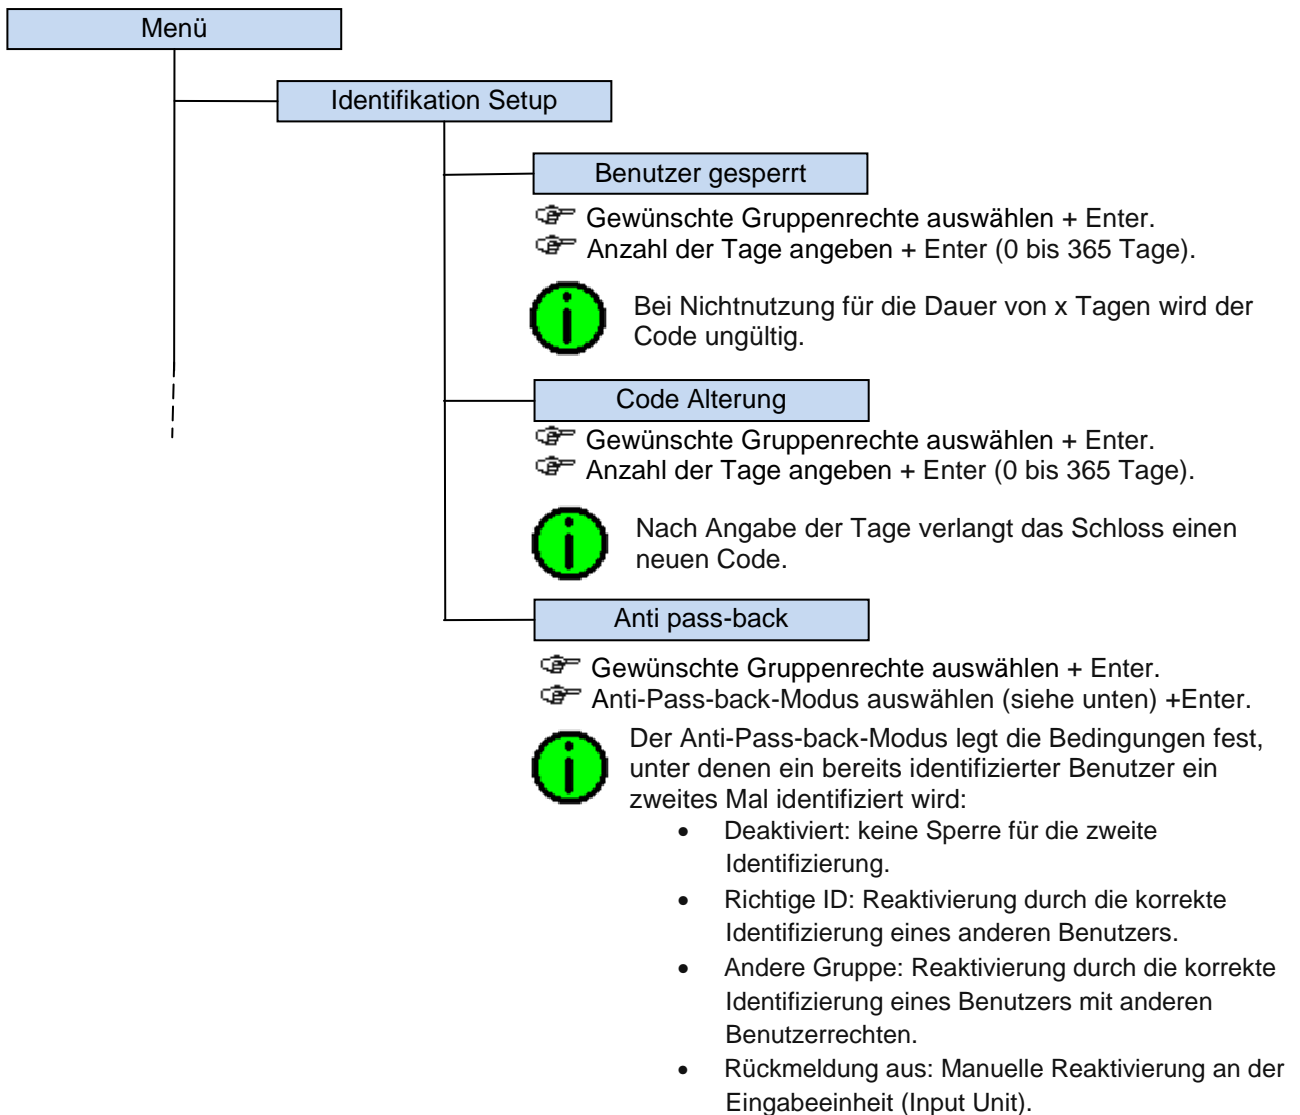 Menü
Identifikation Setup
Benutzer gesperrt
Gewünschte Gruppenrechte auswählen + Enter.
Anzahl der Tage angeben + Enter (0 bis 365 Tage).
Bei Nichtnutzung für die Dauer von x Tagen wird der
Code ungültig.
Code Alterung
Gewünschte Gruppenrechte auswählen + Enter.
Anzahl der Tage angeben + Enter (0 bis 365 Tage).
Nach Angabe der Tage verlangt das Schloss einen
neuen Code.
Anti pass-back
Gewünschte Gruppenrechte auswählen + Enter.
Anti-Pass-back-Modus auswählen (siehe unten) +Enter.
Der Anti-Pass-back-Modus legt die Bedingungen fest,
unter denen ein bereits identifizierter Benutzer ein
zweites Mal identifiziert wird:
• Deaktiviert: keine Sperre für die zweite
Identifizierung.
• Richtige ID: Reaktivierung durch die korrekte
Identifizierung eines anderen Benutzers.
• Andere Gruppe: Reaktivierung durch die korrekte
Identifizierung eines Benutzers mit anderen
Benutzerrechten.
• Rückmeldung aus: Manuelle Reaktivierung an der
Eingabeeinheit (Input Unit).